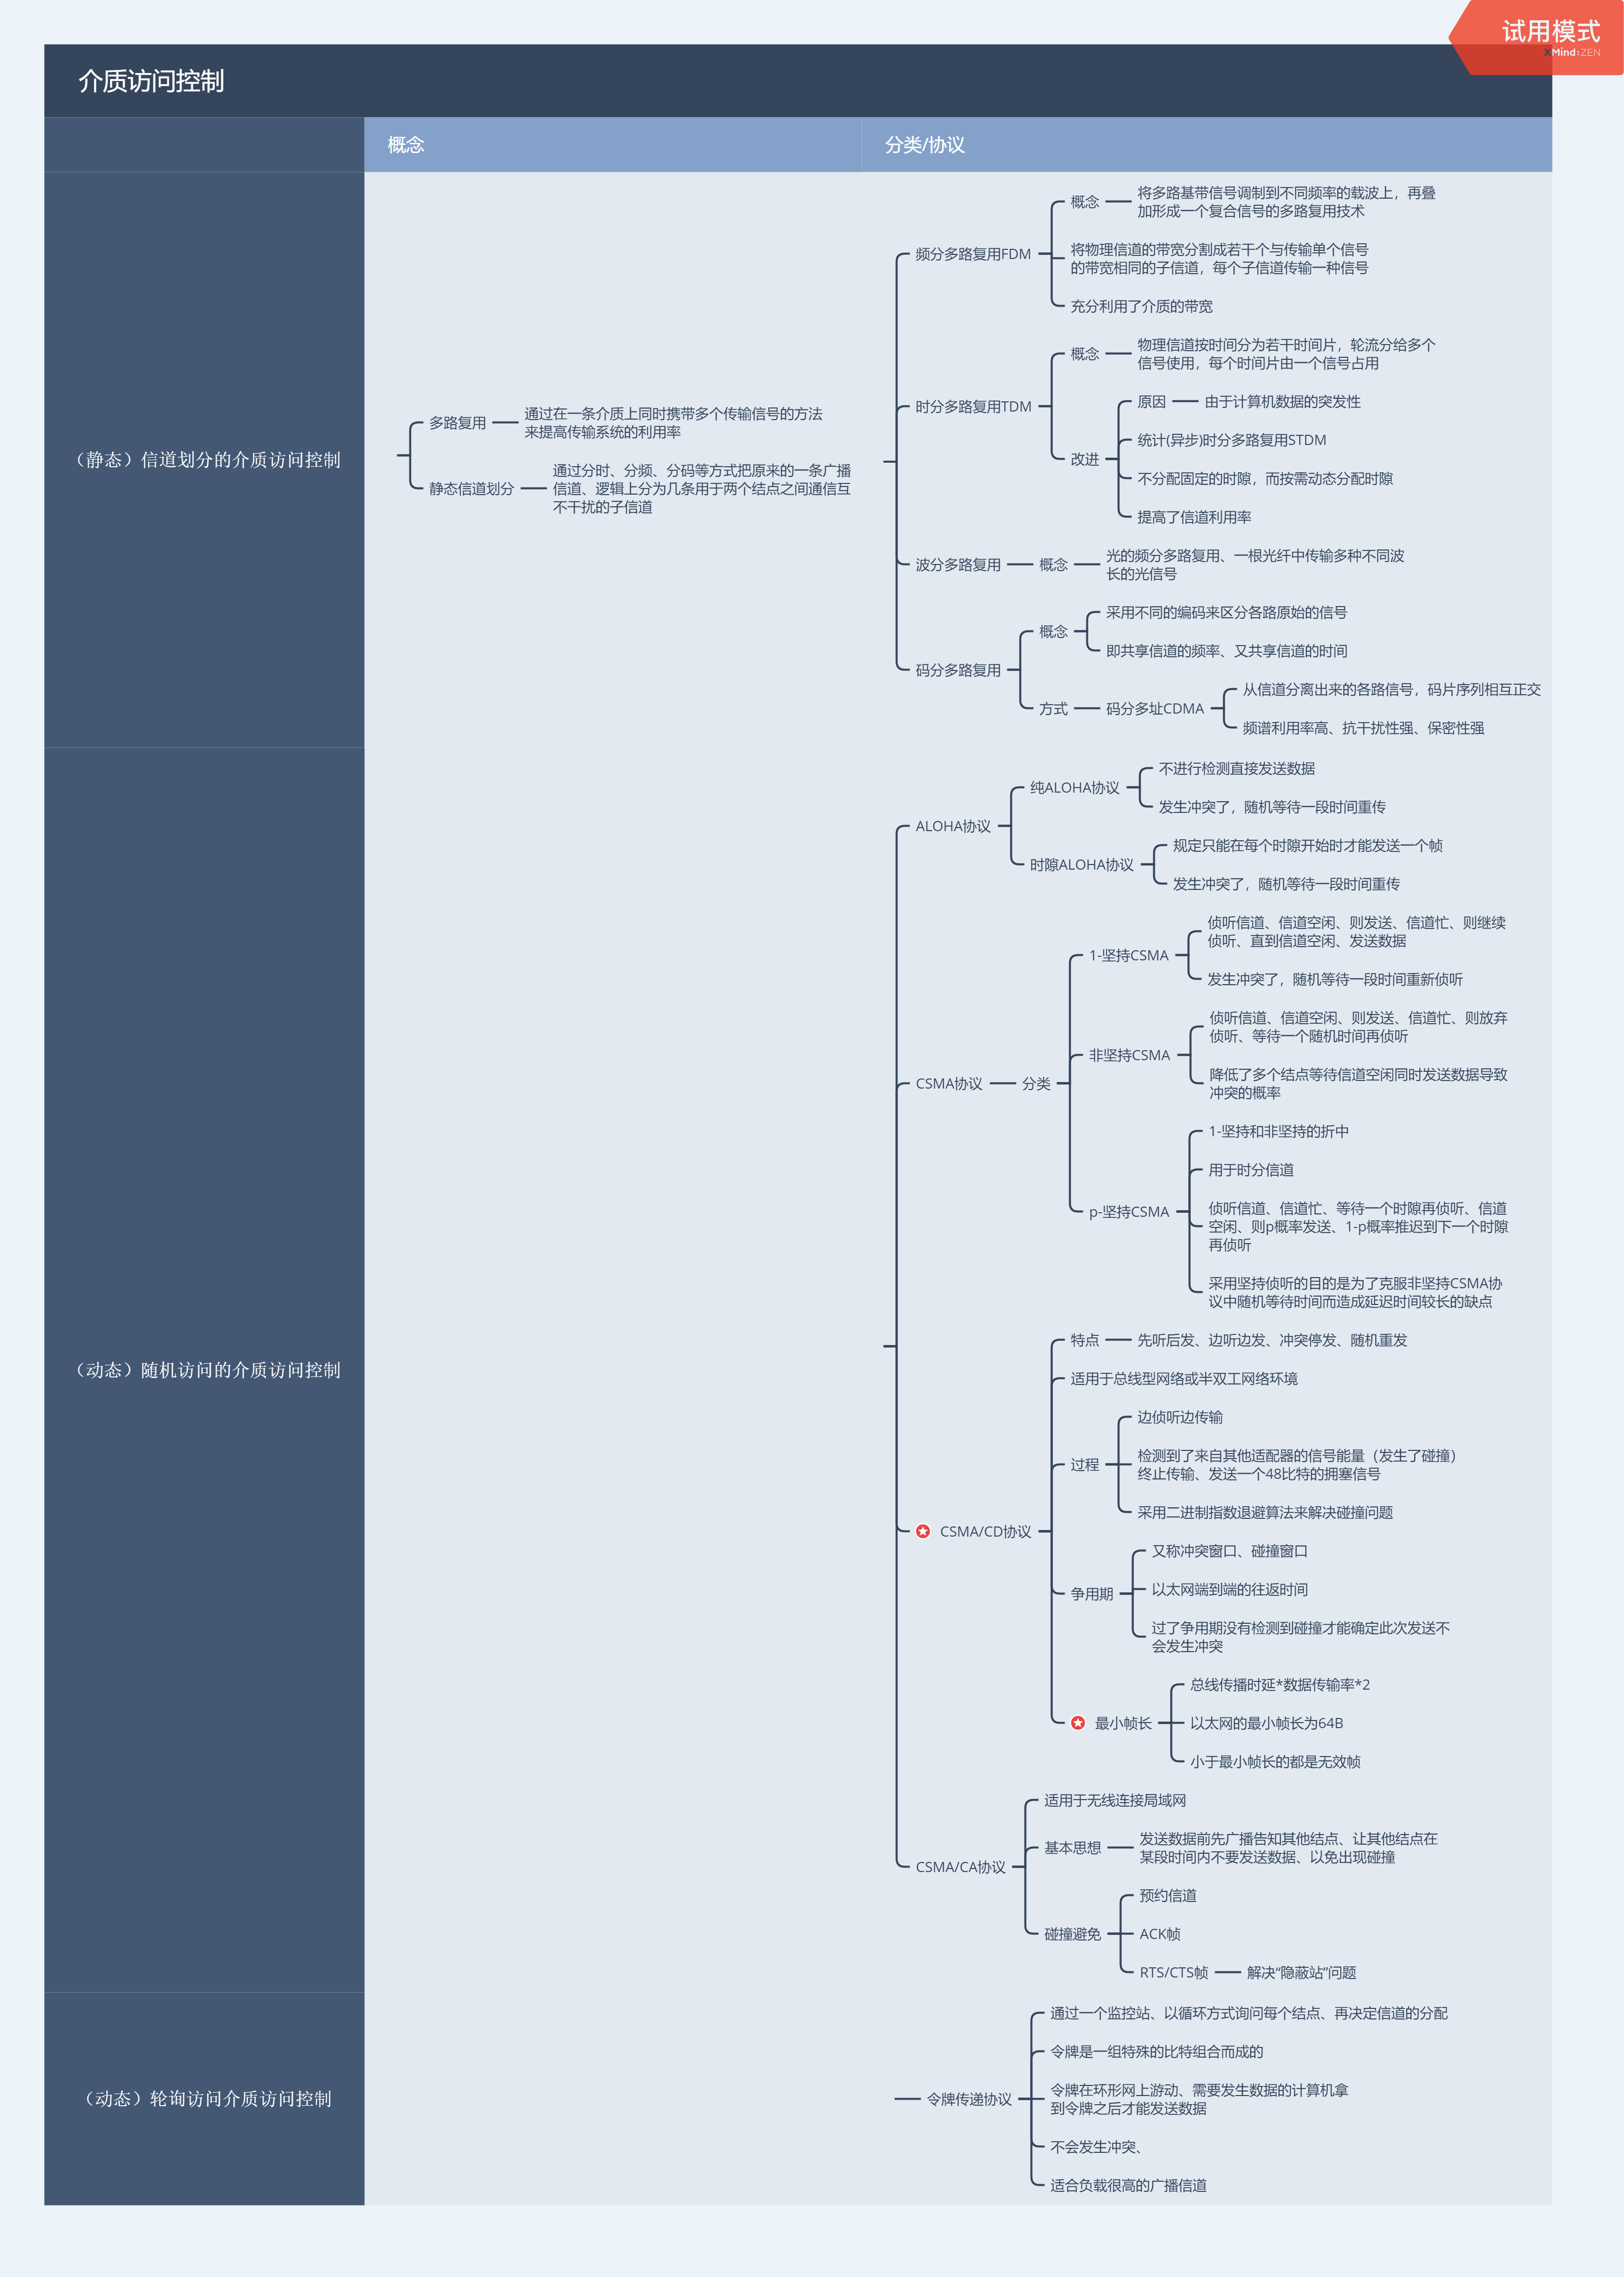 试用模式
XMind:ZEN
介质访问控制
概念
分类/协议
（静态）信道划分的介质访问控制
多路复用
通过在一条介质上同时携带多个传输信号的方法
来提高传输系统的利用率
静态信道划分
通过分时、分频、分码等方式把原来的一条广播
信道、逻辑上分为几条用于两个结点之间通信互
不干扰的子信道
频分多路复用FDM
概念
将多路基带信号调制到不同频率的载波上，再叠
加形成一个复合信号的多路复用技术
将物理信道的带宽分割成若干个与传输单个信号
的带宽相同的子信道，每个子信道传输一种信号
充分利用了介质的带宽
时分多路复用TDM
概念
物理信道按时间分为若干时间片，轮流分给多个
信号使用，每个时间片由一个信号占用
改进
原因
由于计算机数据的突发性
统计(异步)时分多路复用STDM
不分配固定的时隙，而按需动态分配时隙
提高了信道利用率
波分多路复用
概念
光的频分多路复用、一根光纤中传输多种不同波
长的光信号
码分多路复用
概念
采用不同的编码来区分各路原始的信号
即共享信道的频率、又共享信道的时间
方式
码分多址CDMA
从信道分离出来的各路信号，码片序列相互正交
频谱利用率高、抗干扰性强、保密性强
（动态）随机访问的介质访问控制
ALOHA协议
纯ALOHA协议
不进行检测直接发送数据
发生冲突了，随机等待一段时间重传
时隙ALOHA协议
规定只能在每个时隙开始时才能发送一个帧
发生冲突了，随机等待一段时间重传
CSMA协议
分类
1-坚持CSMA
侦听信道、信道空闲、则发送、信道忙、则继续
侦听、直到信道空闲、发送数据
发生冲突了，随机等待一段时间重新侦听
非坚持CSMA
侦听信道、信道空闲、则发送、信道忙、则放弃
侦听、等待一个随机时间再侦听
降低了多个结点等待信道空闲同时发送数据导致
冲突的概率
p-坚持CSMA
1-坚持和非坚持的折中
用于时分信道
侦听信道、信道忙、等待一个时隙再侦听、信道
空闲、则p概率发送、1-p概率推迟到下一个时隙
再侦听
采用坚持侦听的目的是为了克服非坚持CSMA协
议中随机等待时间而造成延迟时间较长的缺点
CSMA/CD协议
特点
先听后发、边听边发、冲突停发、随机重发
适用于总线型网络或半双工网络环境
过程
边侦听边传输
检测到了来自其他适配器的信号能量（发生了碰撞）
终止传输、发送一个48比特的拥塞信号
采用二进制指数退避算法来解决碰撞问题
争用期
又称冲突窗口、碰撞窗口
以太网端到端的往返时间
过了争用期没有检测到碰撞才能确定此次发送不
会发生冲突
最小帧长
总线传播时延*数据传输率*2
以太网的最小帧长为64B
小于最小帧长的都是无效帧
CSMA/CA协议
适用于无线连接局域网
基本思想
发送数据前先广播告知其他结点、让其他结点在
某段时间内不要发送数据、以免出现碰撞
碰撞避免
预约信道
ACK帧
RTS/CTS帧
解决“隐蔽站”问题
（动态）轮询访问介质访问控制
令牌传递协议
通过一个监控站、以循环方式询问每个结点、再决定信道的分配
令牌是一组特殊的比特组合而成的
令牌在环形网上游动、需要发生数据的计算机拿
到令牌之后才能发送数据
不会发生冲突、
适合负载很高的广播信道